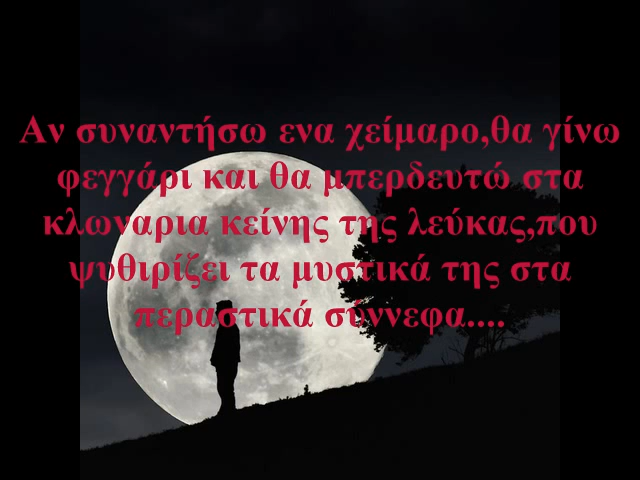 Αν συναντήσω ενα χείμαρο,θα γίνω
φεγγάρι και θα μπερδευτώ στα
κλωναρια κείνης της λεύκας,που
ψυθιρίζει τα μυστικά της στα
περαστικά σύννεφα....